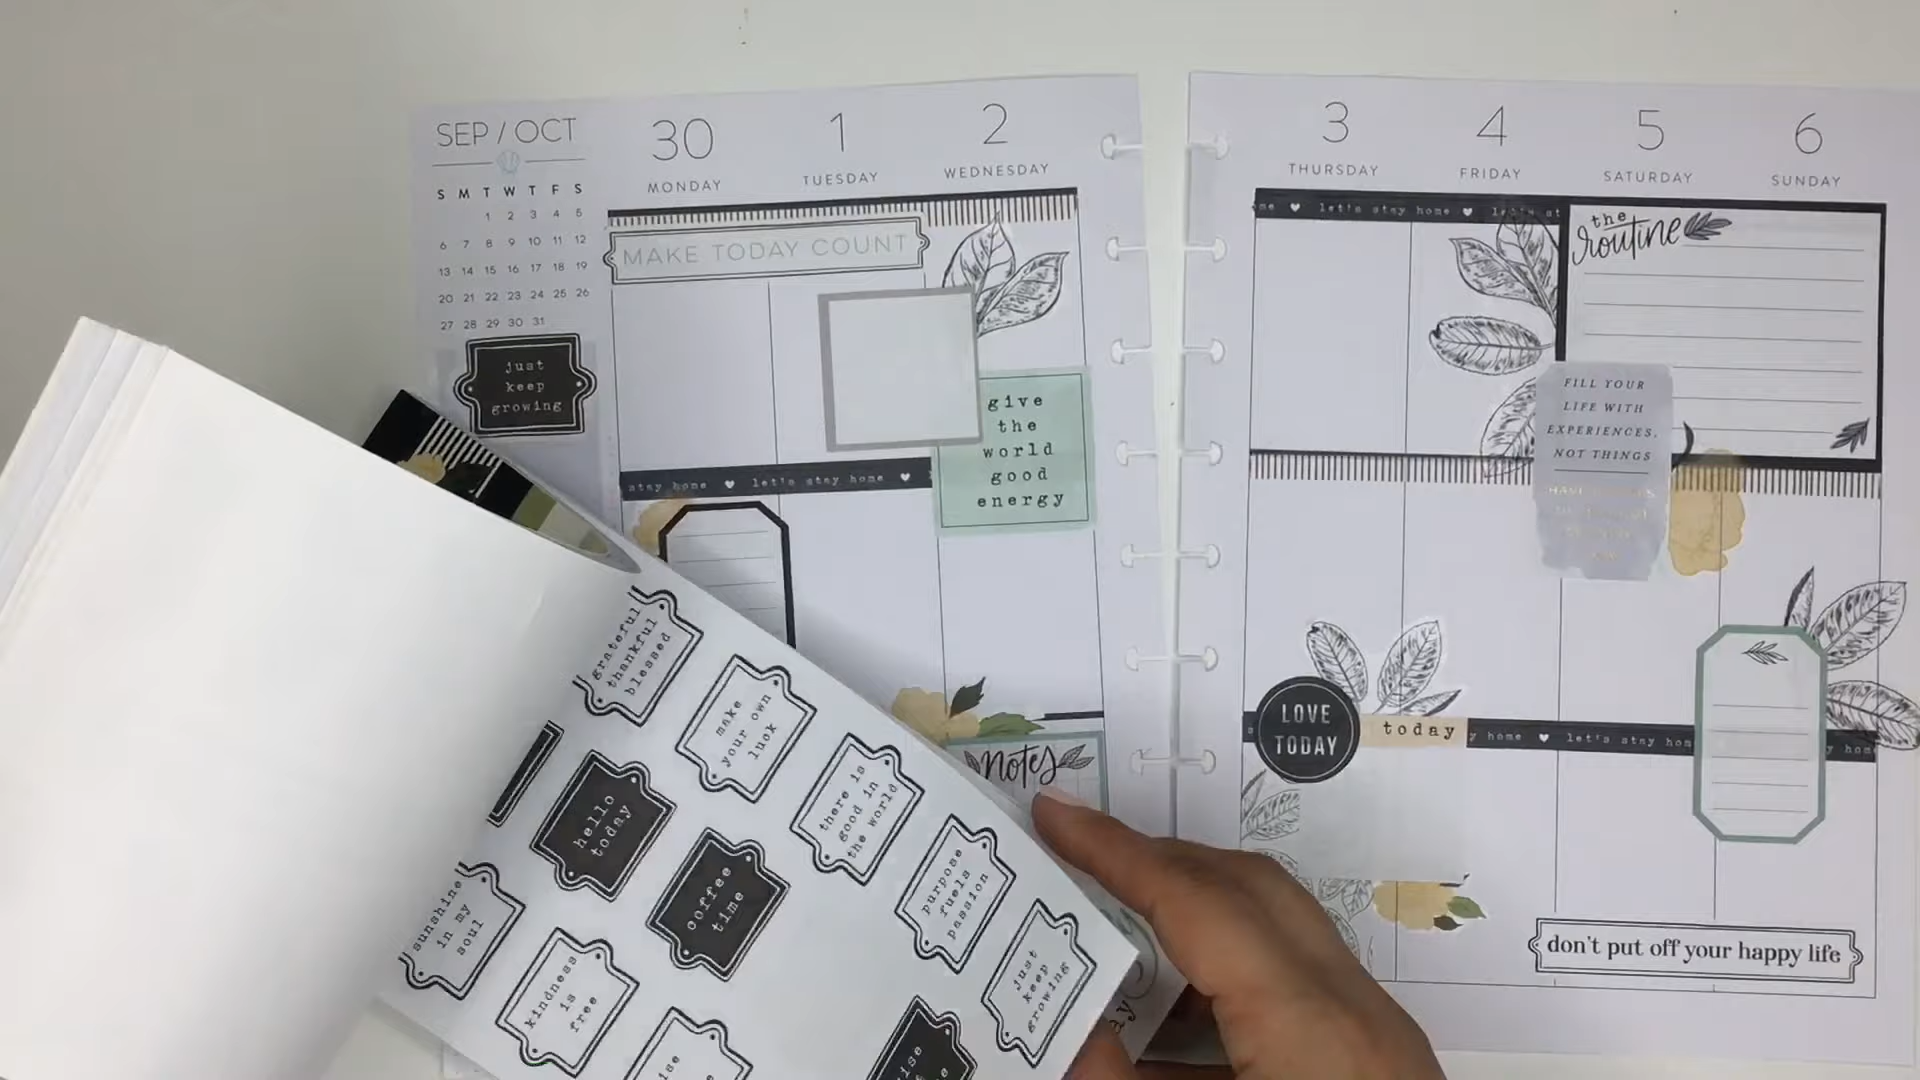 SEP / OCT
S M T W T F S
1 2 3 4 5
6 7 8 9 10 11 12
13 14 15 16 17 18 19
20 21 22 23 24 25 26
27 28 29 30 31
30
MONDAY
1
TUESDAY
2
WEDNESDAY
3
THURSDAY
4
FRIDAY
5
SATURDAY
6
SUNDAY
MAKE TODAY COUNT
just
keep
growing
give
the
world
good
energy
stay home let's stay home
notes
me let's stay home let's st
the
routine
FILL YOUR
LIFE WITH
EXPERIENCES,
NOT THINGS
LOVE
TODAY
today
y home let's stay hom
y hom
don't put off your happy life
grateful
thankful
blessed
make
your own
luck
there is
good in
the world
purpose
fuels
passion
just
keep
growing
hello
today
coffee
time
sunshine
in my
soul
kindness
is
free